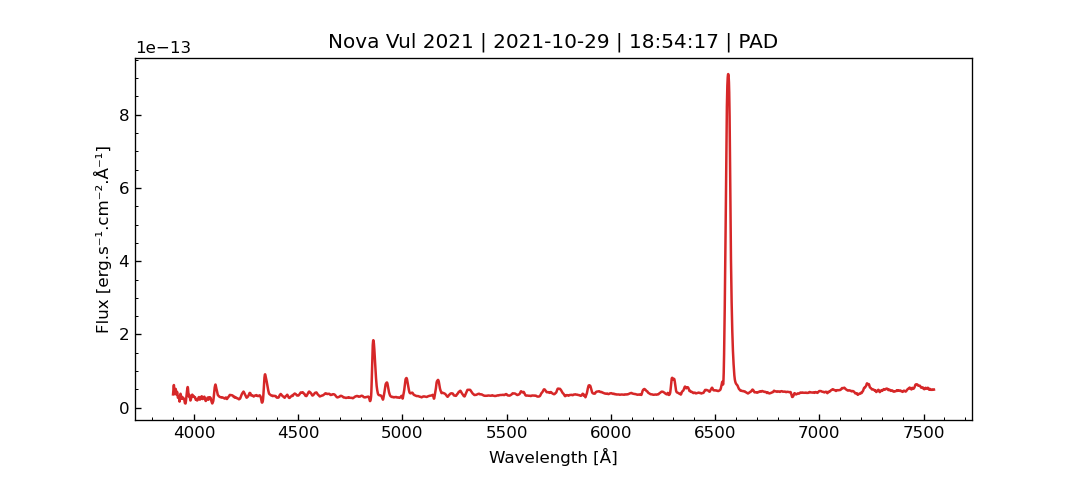 Nova Vul 2021 | 2021-10-29 | 18:54:17 | PAD
1e−13
8
6
4
2
0
Flux [erg.s⁻¹.cm⁻².Å⁻¹]
4000 4500 5000 5500 6000 6500 7000 7500
Wavelength [Å]